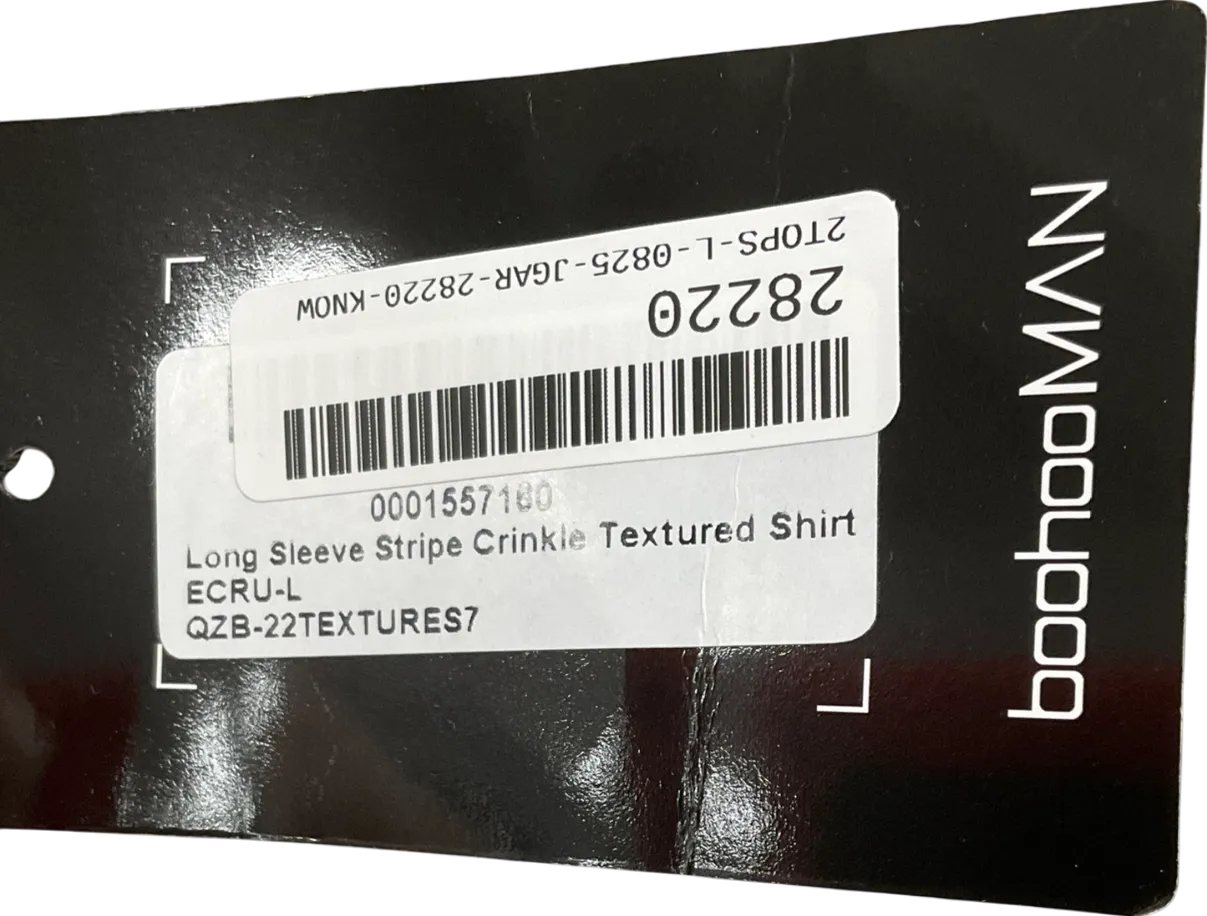 2TOPS-L-0825-JGAR-28220-KNOW
28220
0001557160
Long Sleeve Stripe Crinkle Textured Shirt
ECRU-L
QZB-22TEXTURES7
boohooMAN